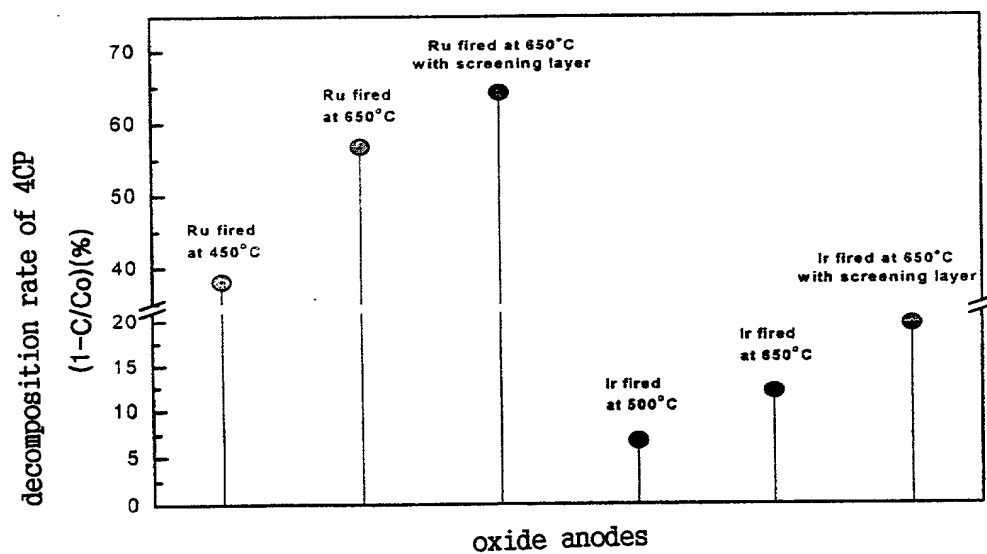 decomposition rate of 4CP
(1-C/Co)(%)
70
60
50
40
20
15
10
5
0
Ru fired
at 450°C
Ru fired
at 650°C
Ru fired at 650°C
with screening layer
Ir fired
at 500°C
Ir fired
at 650°C
Ir fired at 650°C
with screening layer
oxide anodes